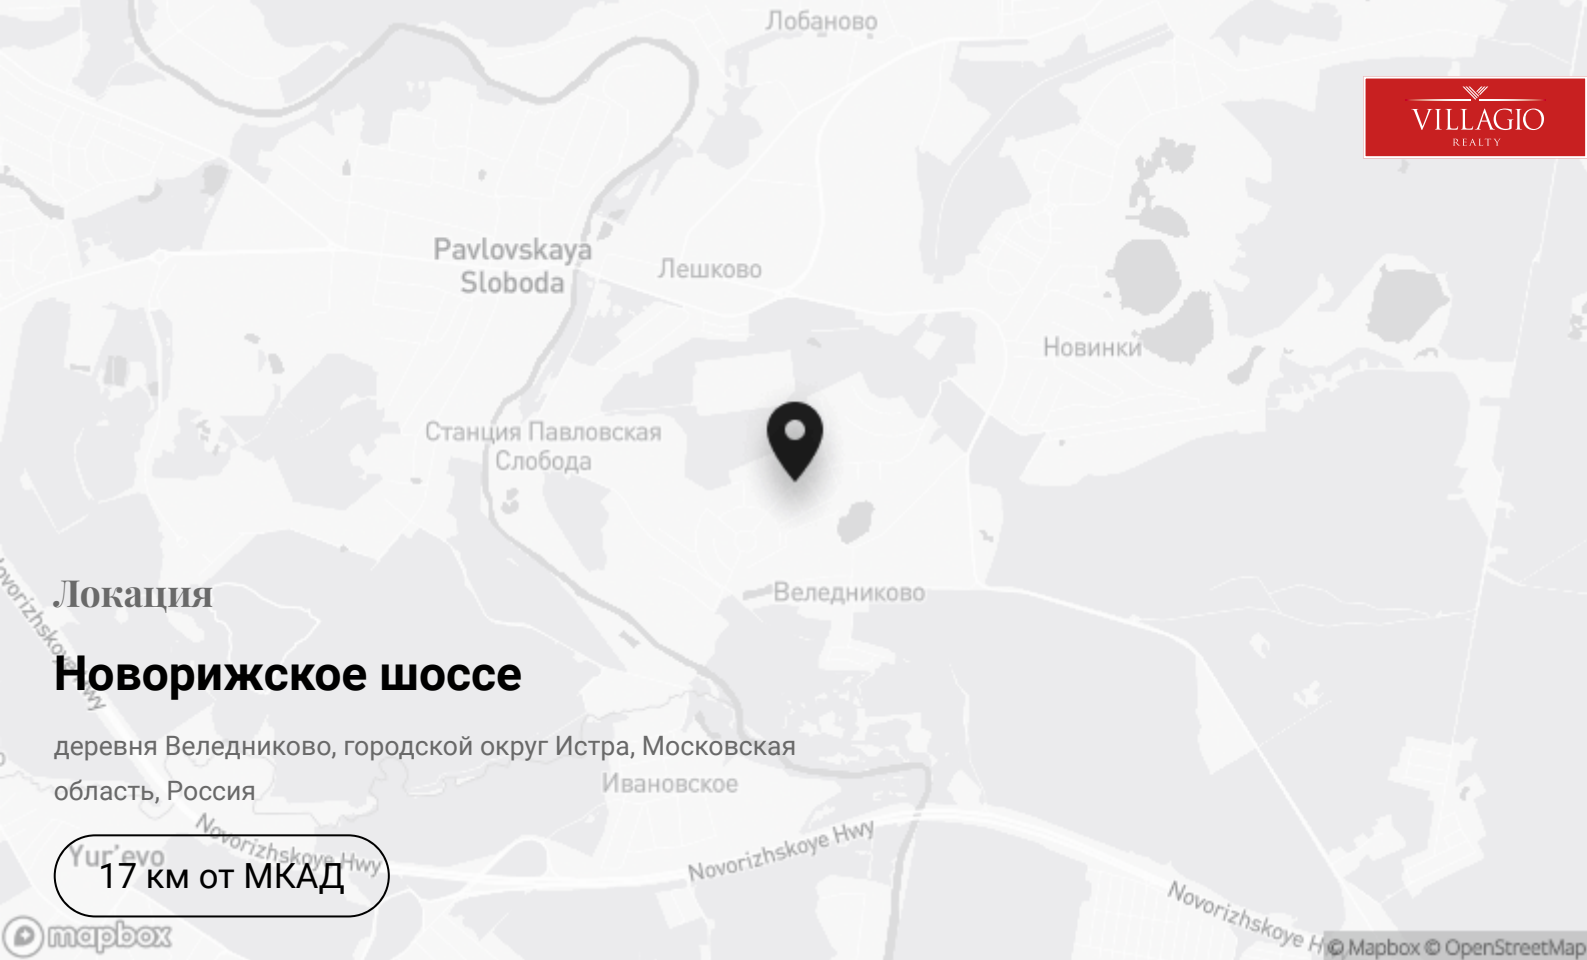 Лобаново
VILLAGIO
REALTY
Pavlovskaya
Sloboda
Лешково
Новинки
Станция Павловская
Слобода
Веледниково
Локация
Novorizhskoye Hwy
Новорижское шоссе
деревня Веледниково, городской округ Истра, Московская
область, Россия
Ивановское
Novorizhskoye Hwy
Novorizhskoye Hwy
Yur'evo
17 км от МКАД
Novorizhskoye H
mapbox
© Mapbox © OpenStreetMap